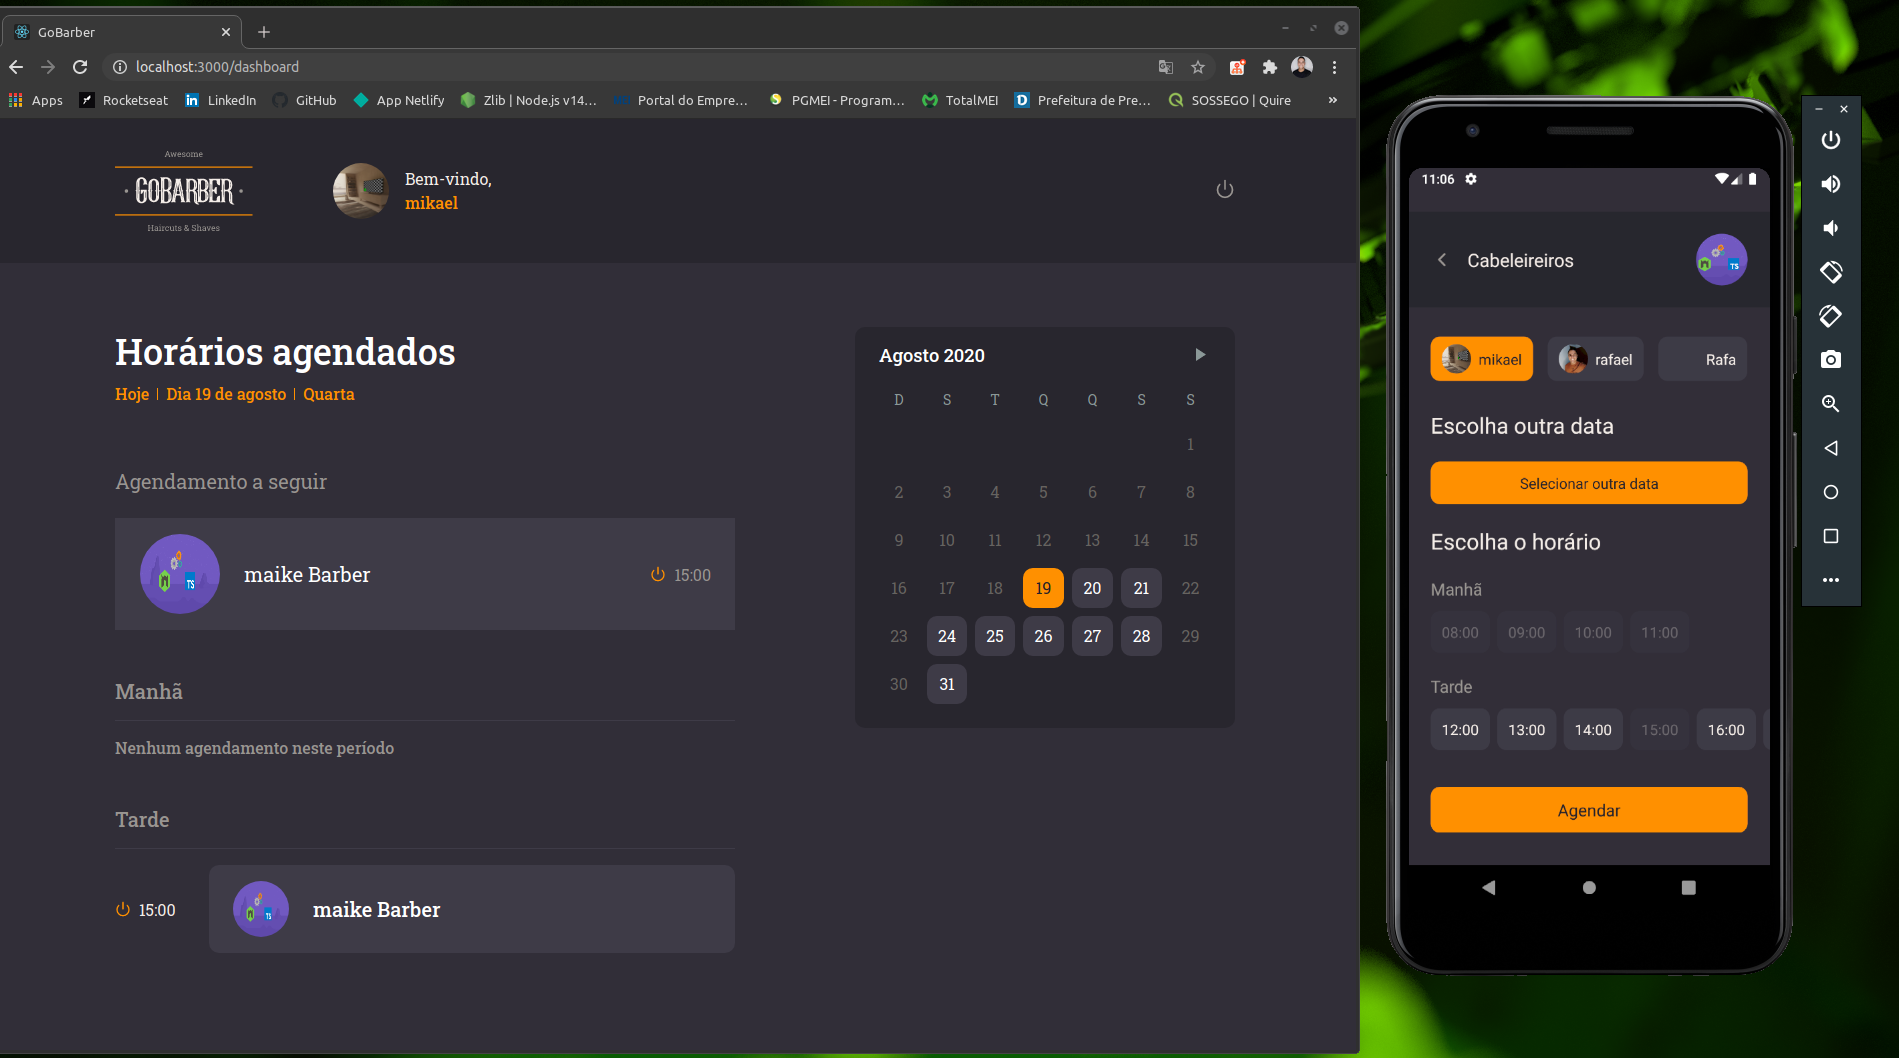 GoBarber
localhost:3000/dashboard
Apps Rocketseat LinkedIn GitHub App Netlify Zlib | Node.js v14... Portal do Empre... PGMEI - Program... TotalMEI Prefeitura de Pre... SOSSEGO | Quire »
Awesome
GOBARBER
Haircuts & Shaves
Bem-vindo,
mikael
Horários agendados
Hoje | Dia 19 de agosto | Quarta
Agendamento a seguir
maike Barber
15:00
Manhã
Nenhum agendamento neste período
Tarde
15:00
maike Barber
Agosto 2020
D S T Q Q S S
1
2 3 4 5 6 7 8
9 10 11 12 13 14 15
16 17 18 19 20 21 22
23 24 25 26 27 28 29
30 31
11:06
Cabeleireiros
TS
mikael rafael Rafa
Escolha outra data
Selecionar outra data
Escolha o horário
Manhã
08:00 09:00 10:00 11:00
Tarde
12:00 13:00 14:00 15:00 16:00
Agendar